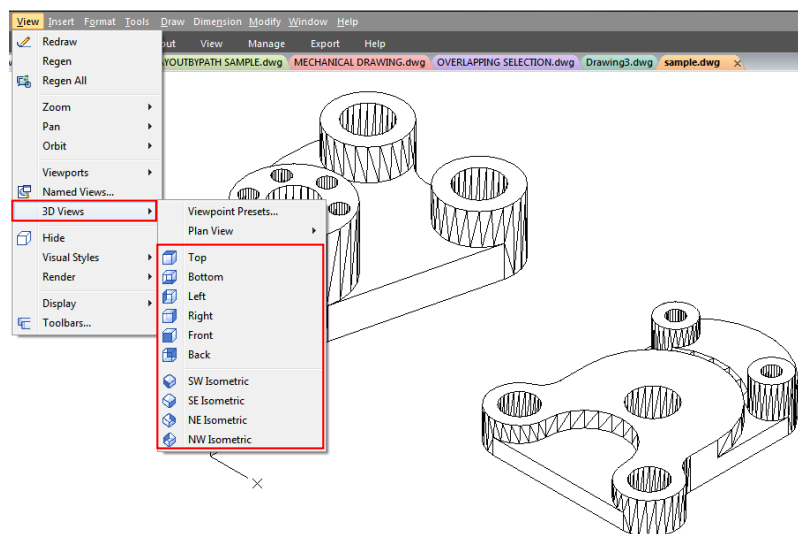 View Insert Format Tools Draw Dimension Modify Window Help
View Manage Export Help
SAMPLE.dwg MECHANICAL DRAWING.dwg OVERLAPPING SELECTION.dwg Drawing3.dwg sample.dwg
Redraw
Regen
Regen All
Zoom
Pan
Orbit
Viewports
Named Views...
3D Views
Hide
Visual Styles
Render
Display
Toolbars...
Viewpoint Presets...
Plan View
Top
Bottom
Left
Right
Front
Back
SW Isometric
SE Isometric
NE Isometric
NW Isometric
X